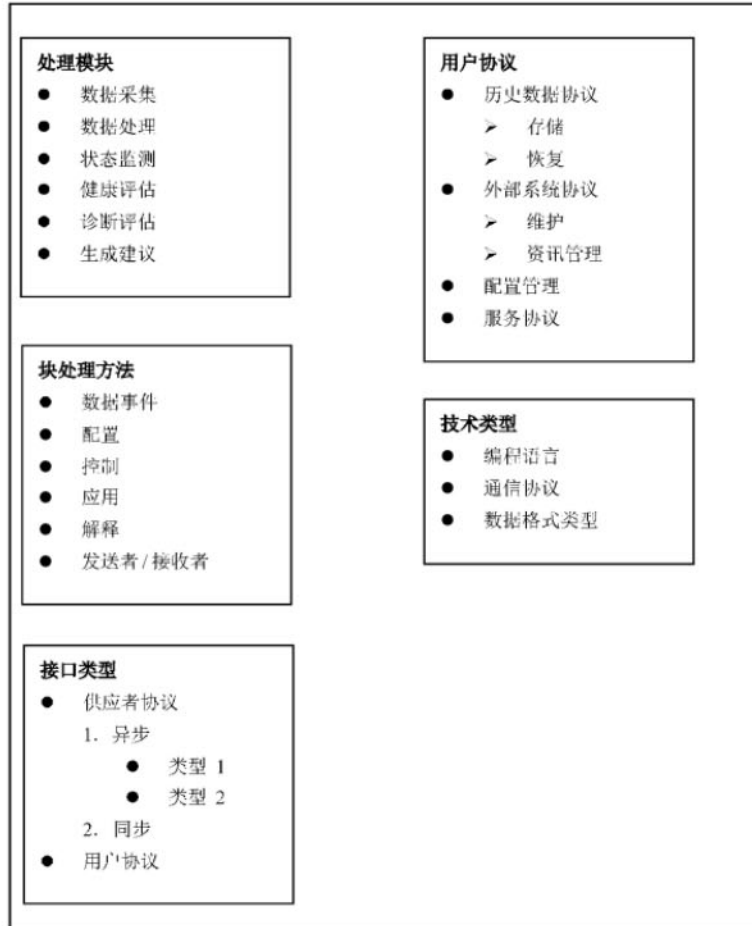 处理模块
● 数据采集
● 数据处理
● 状态监测
● 健康评估
● 诊断评估
● 生成建议
块处理方法
● 数据事件
● 配置
● 控制
● 应用
● 解释
● 发送者/接收者
接口类型
● 供应者协议
1. 异步
● 类型 1
● 类型 2
2. 同步
● 用户协议
用户协议
● 历史数据协议
➢ 存储
➢ 恢复
● 外部系统协议
➢ 维护
➢ 资讯管理
● 配置管理
● 服务协议
技术类型
● 编程语言
● 通信协议
● 数据格式类型